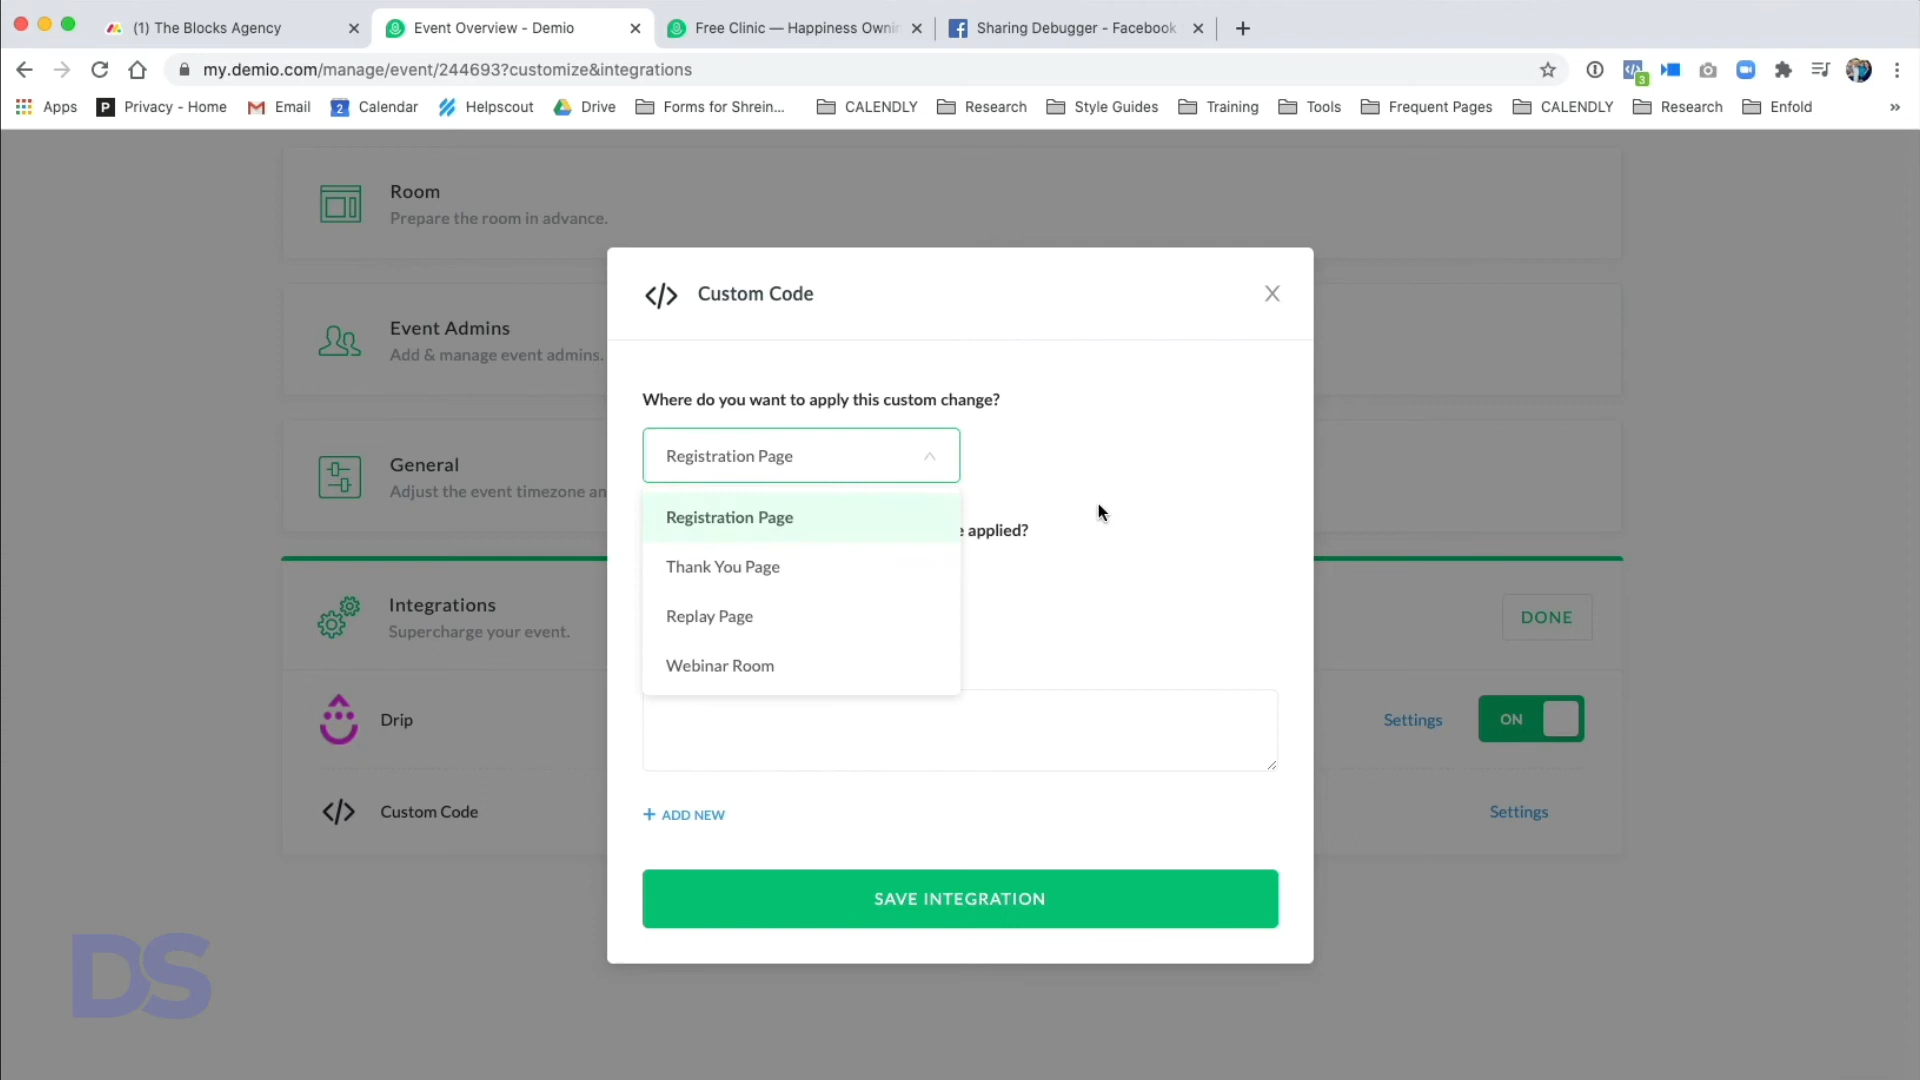 (1) The Blocks Agency
Event Overview - Demio
Free Clinic — Happiness Ownin
Sharing Debugger - Facebook
my.demio.com/manage/event/244693?customize&integrations
3
Apps
P Privacy - Home
Email
2 Calendar
Helpscout
Drive
Forms for Shrein...
CALENDLY
Research
Style Guides
Training
Tools
Frequent Pages
CALENDLY
Research
Enfold
»
Room
Prepare the room in advance.
Event Admins
Add & manage event admins.
General
Adjust the event timezone an
Integrations
Supercharge your event.
DONE
Drip
Settings
ON
</> Custom Code
Settings
</> Custom Code
X
Where do you want to apply this custom change?
Registration Page
Registration Page
e applied?
Thank You Page
Replay Page
Webinar Room
+ ADD NEW
SAVE INTEGRATION
DS